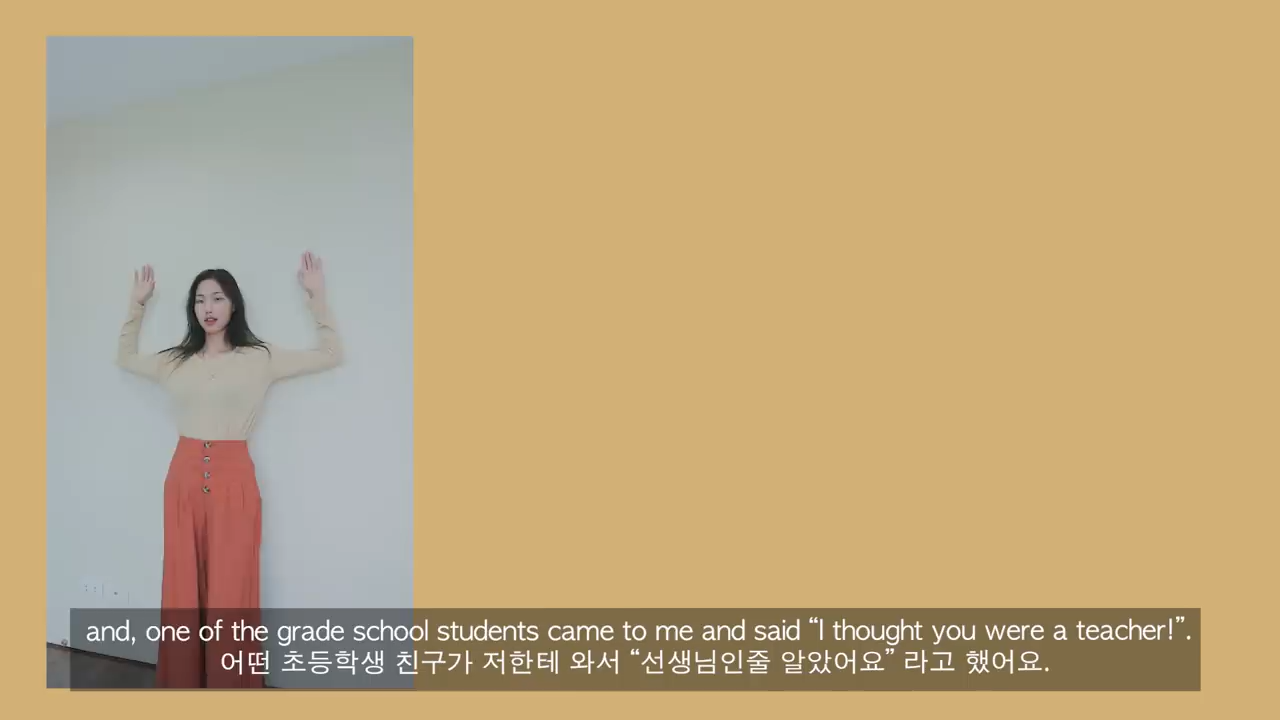 and, one of the grade school students came to me and said “I thought you were a teacher!”.
어떤 초등학생 친구가 저한테 와서 “선생님인줄 알았어요” 라고 했어요.